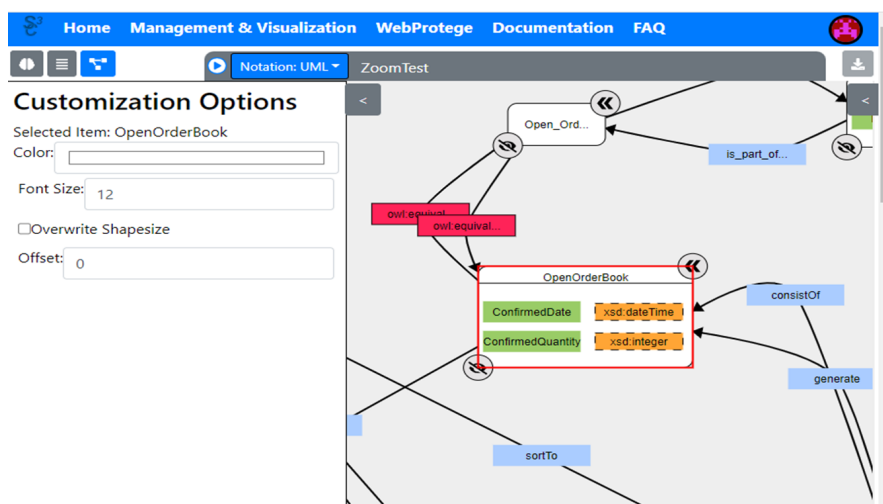 Home Management & Visualization WebProtege Documentation FAQ
Notation: UML ZoomTest
Customization Options
Selected Item: OpenOrderBook
Color:
Font Size: 12
Overwrite Shapesize
Offset: 0
<
<
Open_Ord...
is_part_of...
owl:equival...
owl:equival...
OpenOrderBook
ConfirmedDate xsd:dateTime
ConfirmedQuantity xsd:integer
consistOf
generate
sortTo